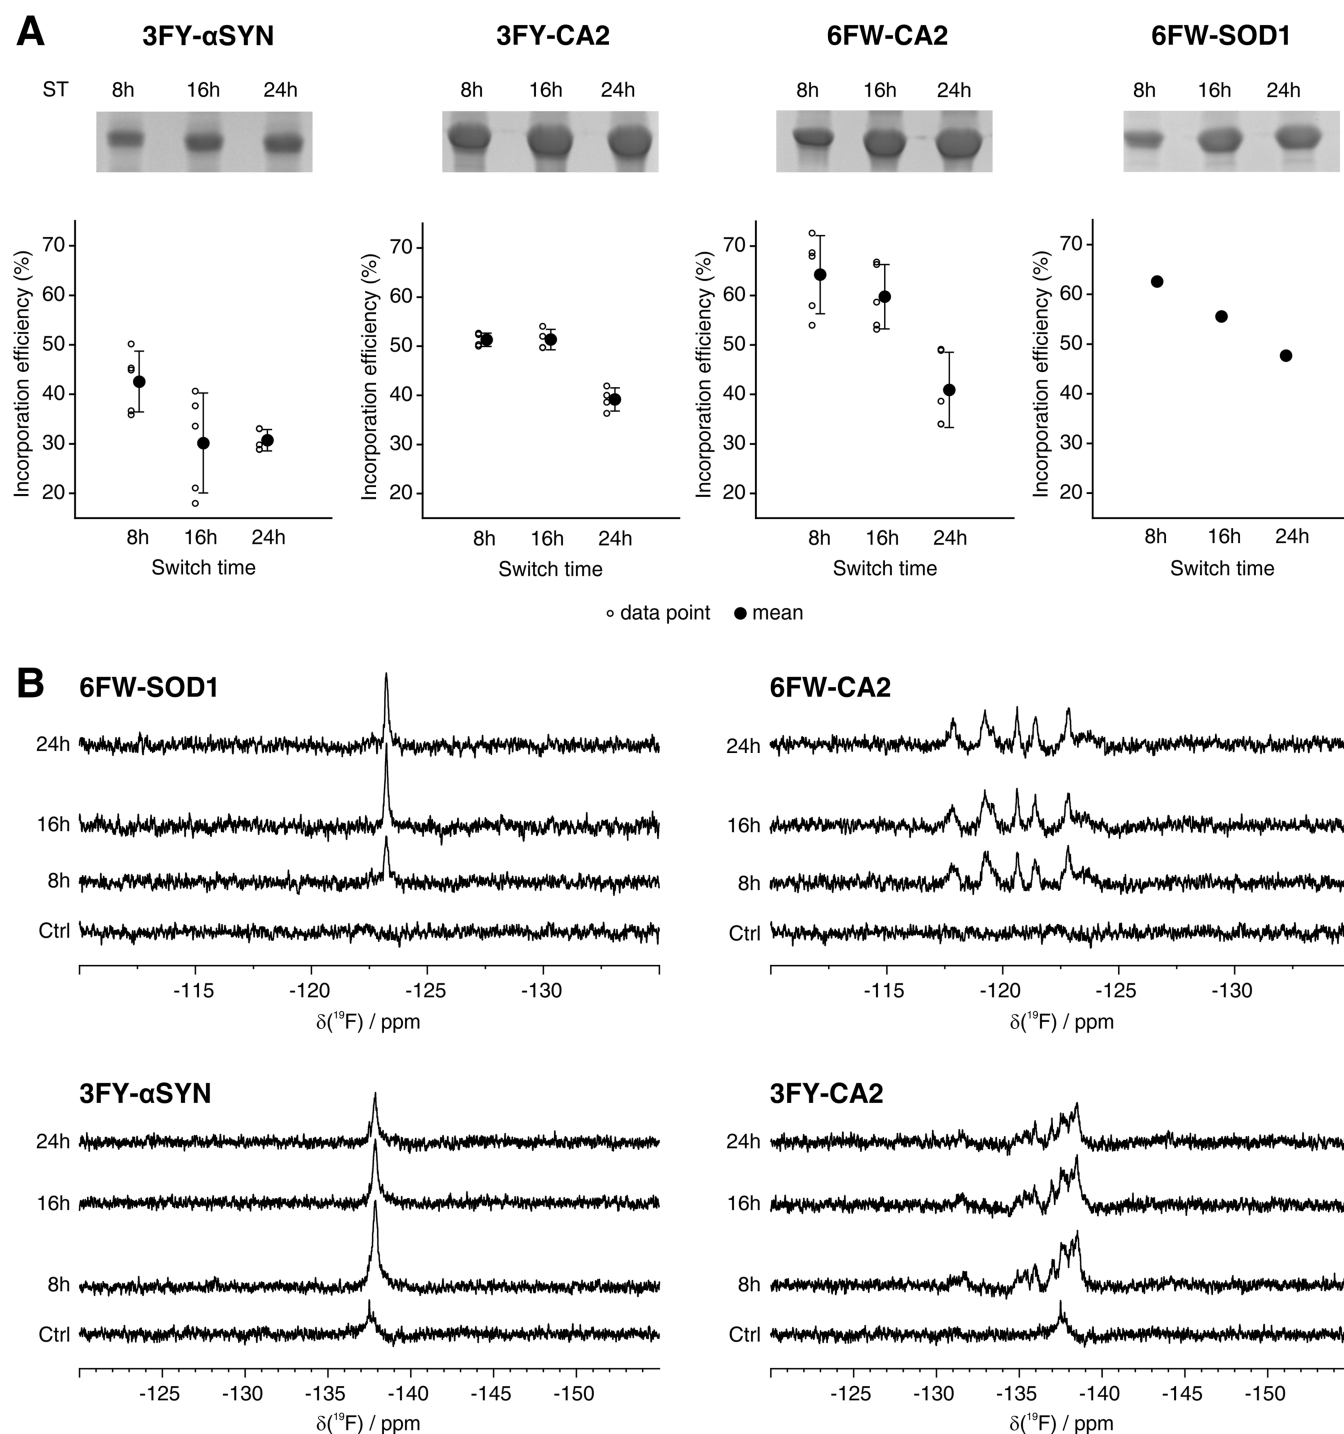 A
3FY-αSYN 3FY-CA2 6FW-CA2 6FW-SOD1
ST 8h 16h 24h 8h 16h 24h 8h 16h 24h 8h 16h 24h
Incorporation efficiency (%)
70
60
50
40
30
20
8h 16h 24h
Switch time
Incorporation efficiency (%)
70
60
50
40
30
20
8h 16h 24h
Switch time
Incorporation efficiency (%)
70
60
50
40
30
20
8h 16h 24h
Switch time
Incorporation efficiency (%)
70
60
50
40
30
20
8h 16h 24h
Switch time
data point mean
B
6FW-SOD1
24h
16h
8h
Ctrl
-115 -120 -125 -130
δ(¹⁹F) / ppm
6FW-CA2
24h
16h
8h
Ctrl
-115 -120 -125 -130
δ(¹⁹F) / ppm
3FY-αSYN
24h
16h
8h
Ctrl
-125 -130 -135 -140 -145 -150
δ(¹⁹F) / ppm
3FY-CA2
24h
16h
8h
Ctrl
-125 -130 -135 -140 -145 -150
δ(¹⁹F) / ppm